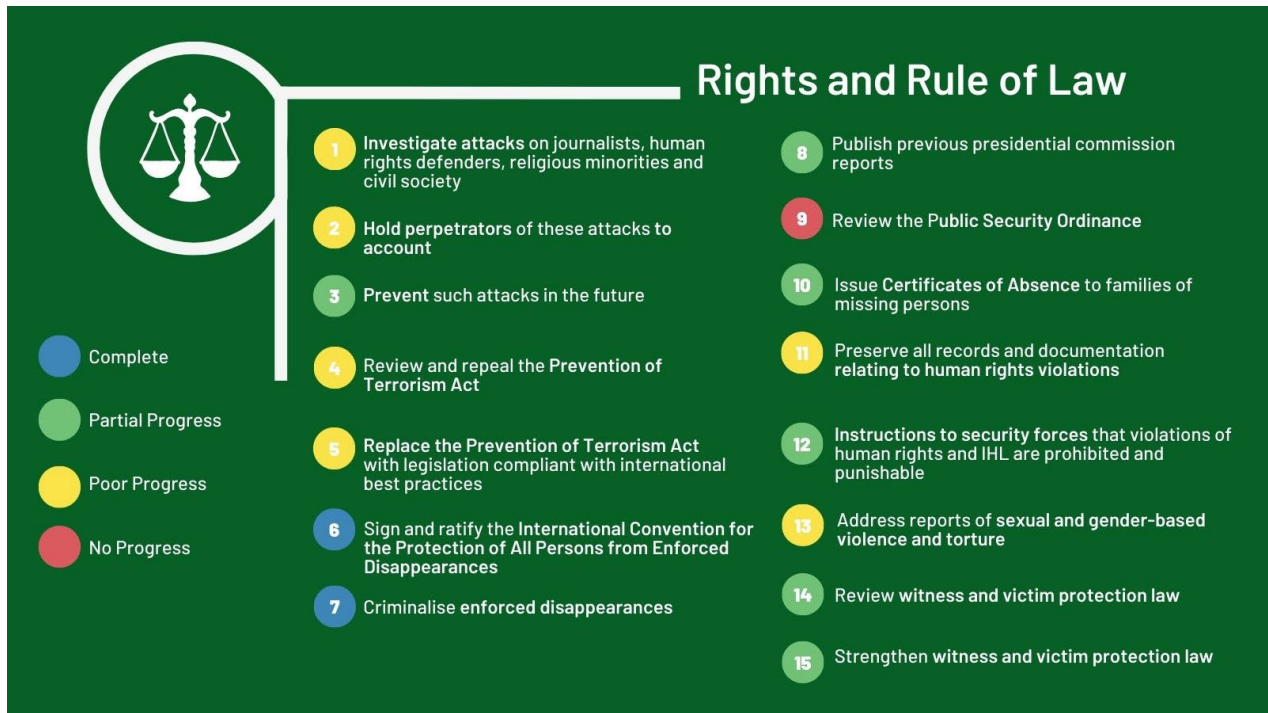 Rights and Rule of Law
1
Investigate attacks on journalists, human
rights defenders, religious minorities and
civil society
2
Hold perpetrators of these attacks to
account
3
Prevent such attacks in the future
4
Review and repeal the Prevention of
Terrorism Act
5
Replace the Prevention of Terrorism Act
with legislation compliant with international
best practices
6
Sign and ratify the International Convention for
the Protection of All Persons from Enforced
Disappearances
7
Criminalise enforced disappearances
8
Publish previous presidential commission
reports
9
Review the Public Security Ordinance
10
Issue Certificates of Absence to families of
missing persons
11
Preserve all records and documentation
relating to human rights violations
12
Instructions to security forces that violations of
human rights and IHL are prohibited and
punishable
13
Address reports of sexual and gender-based
violence and torture
14
Review witness and victim protection law
15
Strengthen witness and victim protection law
Complete
Partial Progress
Poor Progress
No Progress